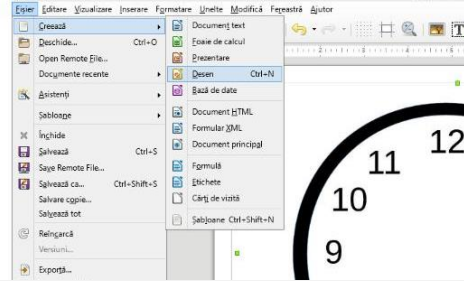 Fișier Editare Vizualizare Inserare Formatare Unelte Modifică Fereastră Ajutor
Creează
Deschide... Ctrl+O
Open Remote File...
Documente recente
Asistenți
Șabloane
Închide
Salvează Ctrl+S
Save Remote File...
Salvează ca... Ctrl+Shift+S
Salvare copie...
Salvează tot
Reîncarcă
Versiuni...
Exportă...
Document text
Foaie de calcul
Prezentare
Desen Ctrl+N
Bază de date
Document HTML
Formular XML
Document principal
Formulă
Etichete
Cărți de vizită
Șabloane Ctrl+Shift+N
12
11
10
9